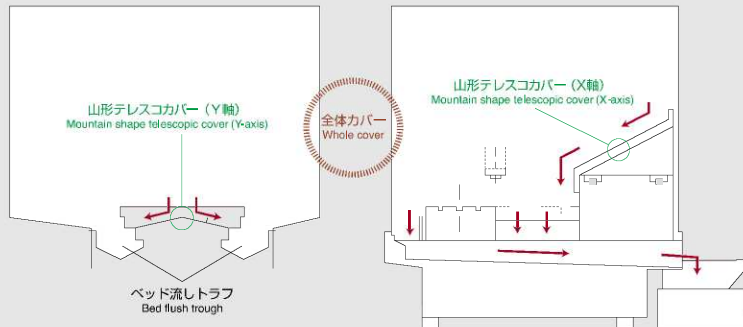 山形テレスコカバー（Y軸）
Mountain shape telescopic cover (Y-axis)
全体カバー
Whole cover
山形テレスコカバー（X軸）
Mountain shape telescopic cover (X-axis)
ベッド流しトラフ
Bed flush trough